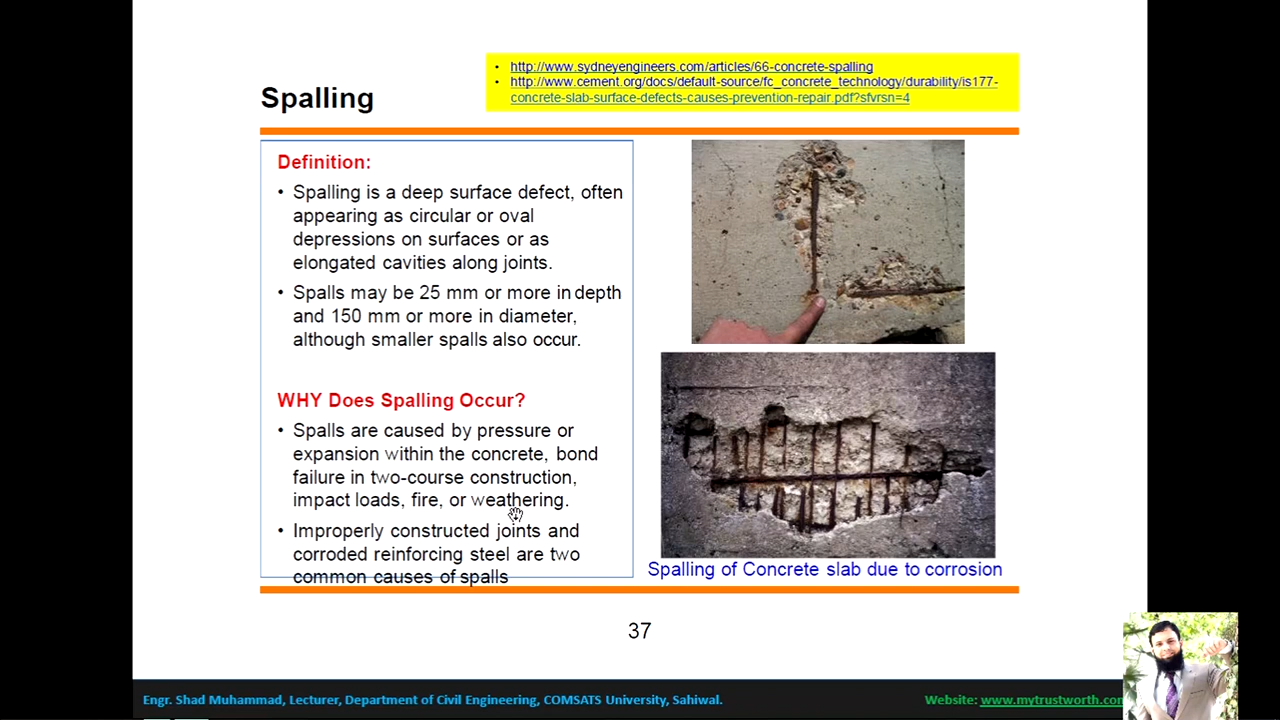 Spalling
• http://www.sydneyengineers.com/articles/66-concrete-spalling
• http://www.cement.org/docs/default-source/fc_concrete_technology/durability/is177-
concrete-slab-surface-defects-causes-prevention-repair.pdf?sfvrsn=4
Definition:
• Spalling is a deep surface defect, often
appearing as circular or oval
depressions on surfaces or as
elongated cavities along joints.
• Spalls may be 25 mm or more in depth
and 150 mm or more in diameter,
although smaller spalls also occur.
WHY Does Spalling Occur?
• Spalls are caused by pressure or
expansion within the concrete, bond
failure in two-course construction,
impact loads, fire, or weathering.
• Improperly constructed joints and
corroded reinforcing steel are two
common causes of spalls
Spalling of Concrete slab due to corrosion
37
Engr. Shad Muhammad, Lecturer, Department of Civil Engineering, COMSATS University, Sahiwal.
Website: www.mytrustworth.com